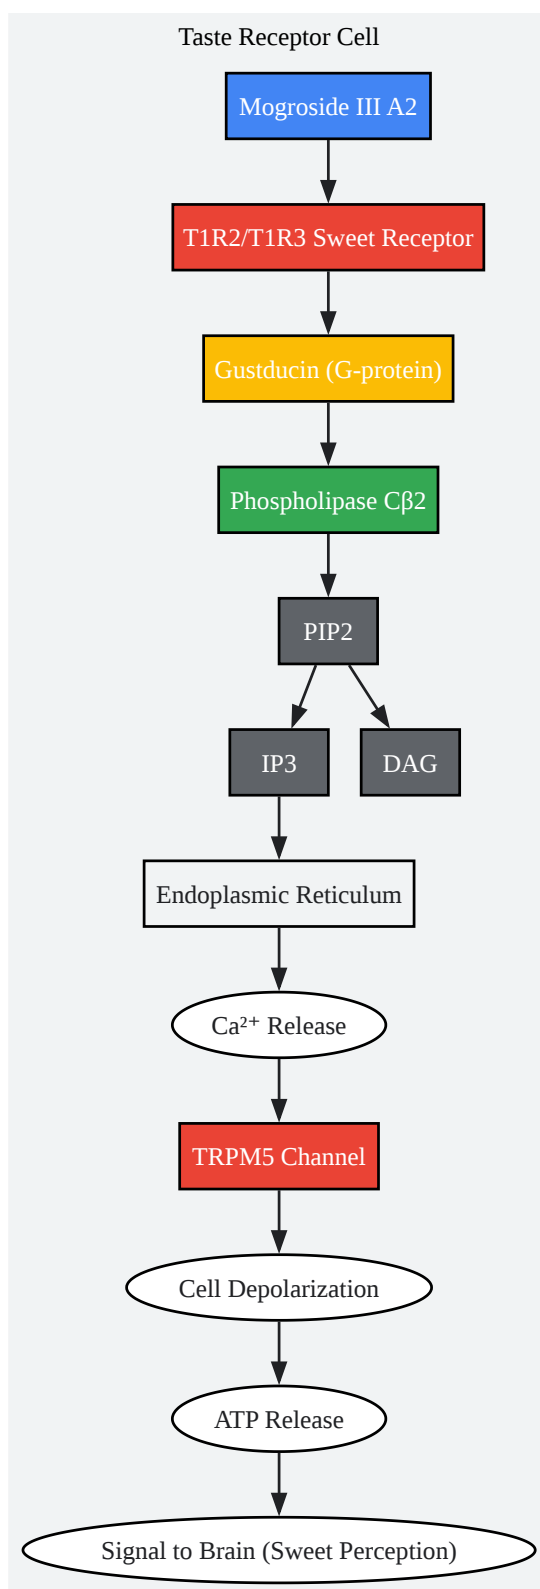 Taste Receptor Cell
Mogroside III A2
T1R2/T1R3 Sweet Receptor
Gustducin (G-protein)
Phospholipase Cβ2
PIP2
IP3
DAG
Endoplasmic Reticulum
Ca²⁺ Release
TRPM5 Channel
Cell Depolarization
ATP Release
Signal to Brain (Sweet Perception)